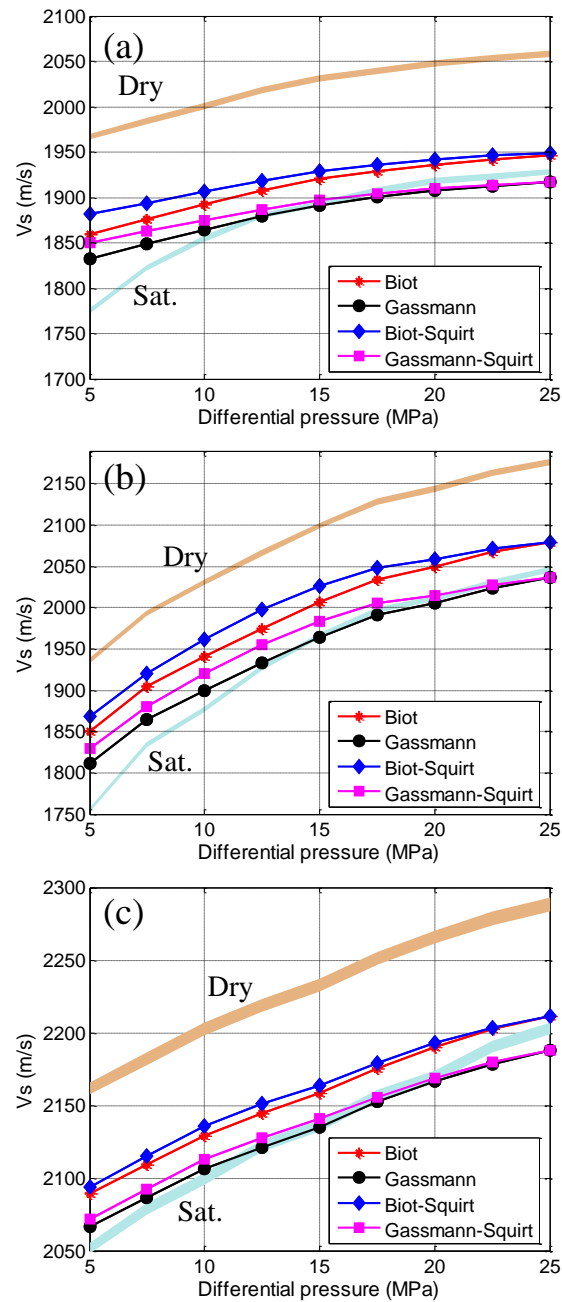 (a)
Dry
Sat.
Vs (m/s)
2100
2050
2000
1950
1900
1850
1800
1750
1700
5 10 15 20 25
Differential pressure (MPa)
Biot
Gassmann
Biot-Squirt
Gassmann-Squirt
(b)
Dry
Sat.
Vs (m/s)
2150
2100
2050
2000
1950
1900
1850
1800
1750
5 10 15 20 25
Differential pressure (MPa)
Biot
Gassmann
Biot-Squirt
Gassmann-Squirt
(c)
Dry
Sat.
Vs (m/s)
2300
2250
2200
2150
2100
2050
5 10 15 20 25
Differential pressure (MPa)
Biot
Gassmann
Biot-Squirt
Gassmann-Squirt